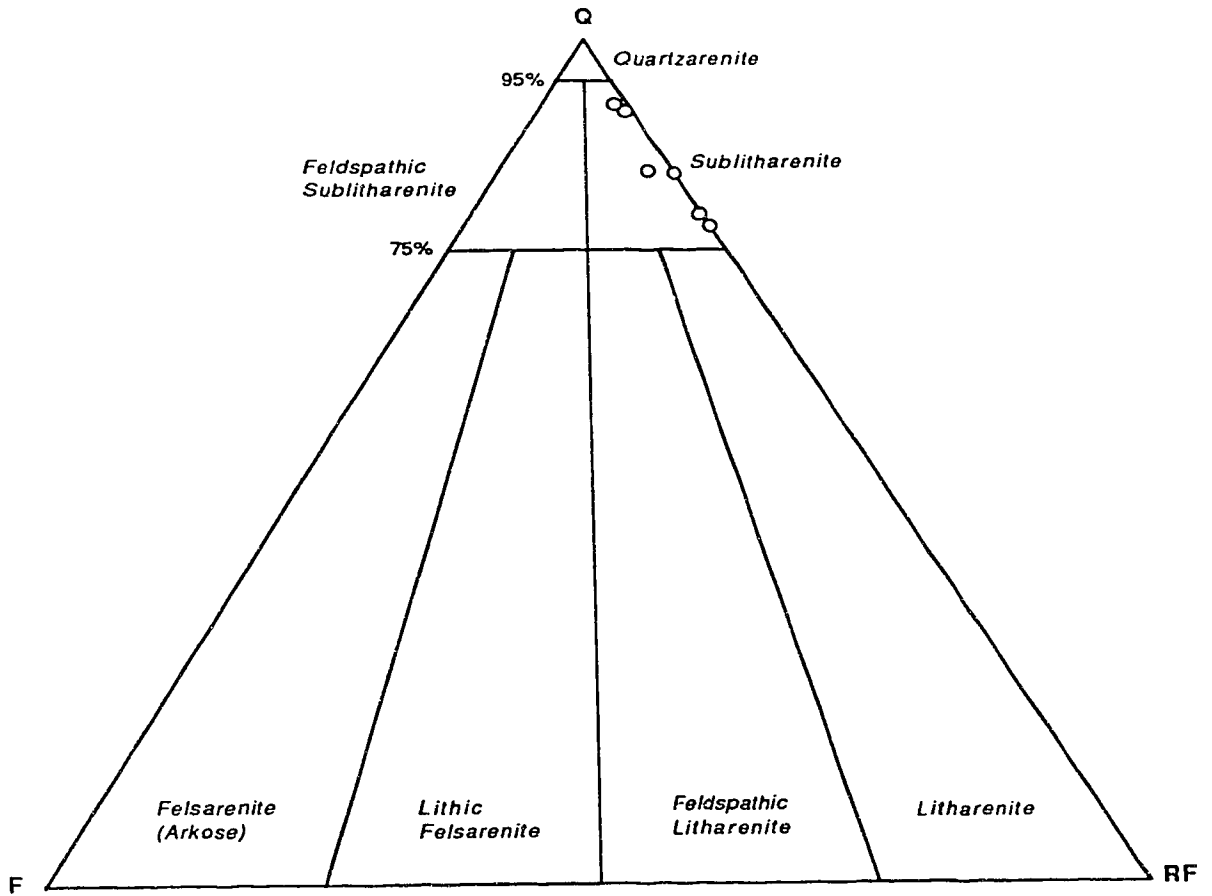 Q
Quartzarenite
95%
Feldspathic
Sublitharenite
Sublitharenite
75%
Felsarenite
(Arkose)
Lithic
Felsarenite
Feldspathic
Litharenite
Litharenite
F
RF